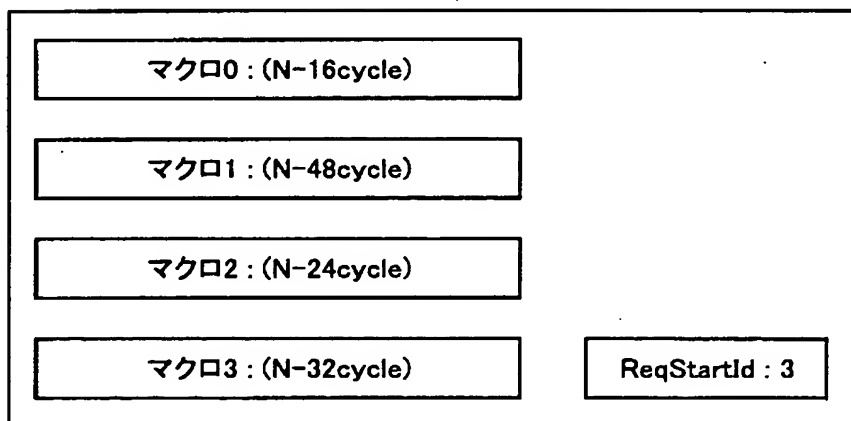 マクロ0 : (N-16cycle)
マクロ1 : (N-48cycle)
マクロ2 : (N-24cycle)
マクロ3 : (N-32cycle)
ReqStartId : 3